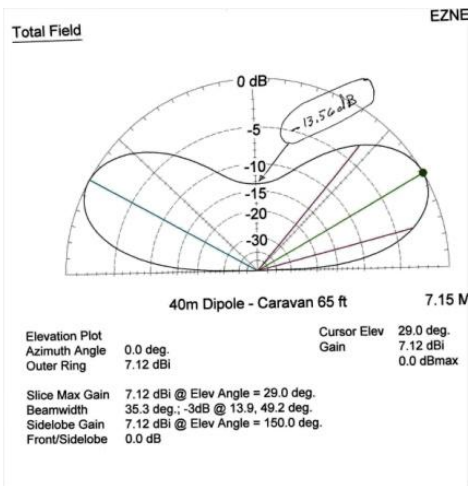 EZNE
Total Field
0 dB
-13.56 dB
-5
-10
-15
-20
-30
40m Dipole - Caravan 65 ft
7.15 M
Elevation Plot
Cursor Elev 29.0 deg.
Azimuth Angle 0.0 deg.
Gain 7.12 dBi
Outer Ring 7.12 dBi
0.0 dBmax
Slice Max Gain 7.12 dBi @ Elev Angle = 29.0 deg.
Beamwidth 35.3 deg.; -3dB @ 13.9, 49.2 deg.
Sidelobe Gain 7.12 dBi @ Elev Angle = 150.0 deg.
Front/Sidelobe 0.0 dB